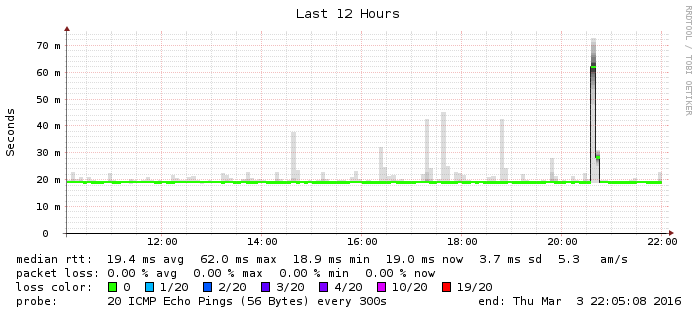 Last 12 Hours
RRDTOOL / TOBI OETIKER
Seconds
70 m
60 m
50 m
40 m
30 m
20 m
10 m
0
12:00 14:00 16:00 18:00 20:00 22:00
median rtt: 19.4 ms avg 62.0 ms max 18.9 ms min 19.0 ms now 3.7 ms sd 5.3 am/s
packet loss: 0.00 % avg 0.00 % max 0.00 % min 0.00 % now
loss color: 0 1/20 2/20 3/20 4/20 10/20 19/20
probe: 20 ICMP Echo Pings (56 Bytes) every 300s end: Thu Mar 3 22:05:08 2016